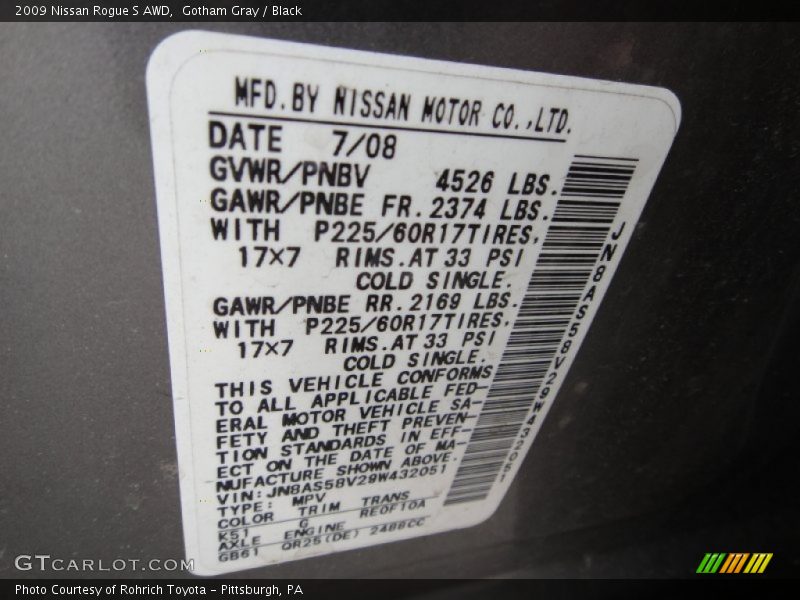 2009 Nissan Rogue S AWD,  Gotham Gray / Black
MFD.BY NISSAN MOTOR CO.,LTD.
DATE 7/08
GVWR/PNBV 4526 LBS.
GAWR/PNBE FR. 2374 LBS.
WITH P225/60R17TIRES,
17×7 RIMS.AT 33 PSI
COLD SINGLE.
GAWR/PNBE RR. 2169 LBS.
WITH P225/60R17TIRES.
17×7 RIMS.AT 33 PSI
COLD SINGLE.
THIS VEHICLE CONFORMS
TO ALL APPLICABLE FED-
ERAL MOTOR VEHICLE SA-
FETY AND THEFT PREVEN-
TION STANDARDS IN EFF-
ECT ON THE DATE OF MA-
NUFACTURE SHOWN ABOVE.
VIN:JN8AS58V29W432051
TYPE: MPV
COLOR TRIM TRANS
K51 G RE0F10A
AXLE ENGINE
GB61 QR25(DE) 2488CC
JN8AS58V29W432051
GTCARLOT.COM
Photo Courtesy of Rohrich Toyota - Pittsburgh, PA